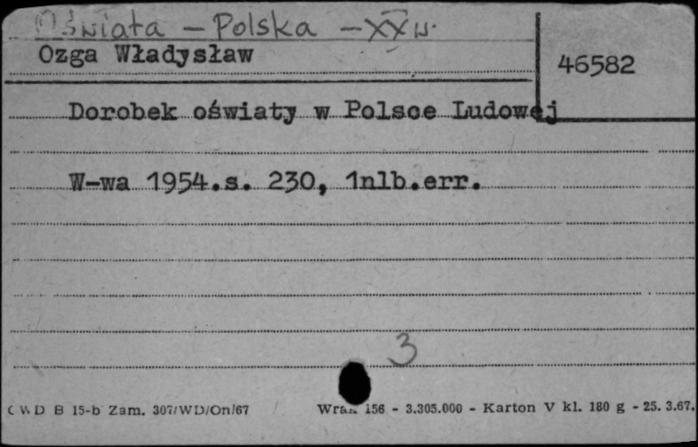 Oświata - Polska - XX w.
Ozga Władysław
46582
Dorobek oświaty w Polsce Ludowej
W-wa 1954.s. 230, 1nlb.err.
3
CWD B 15-b Zam. 307/WD/On/67
156 - 3.305.000 - Karton V kl. 180 g - 25. 3.67.